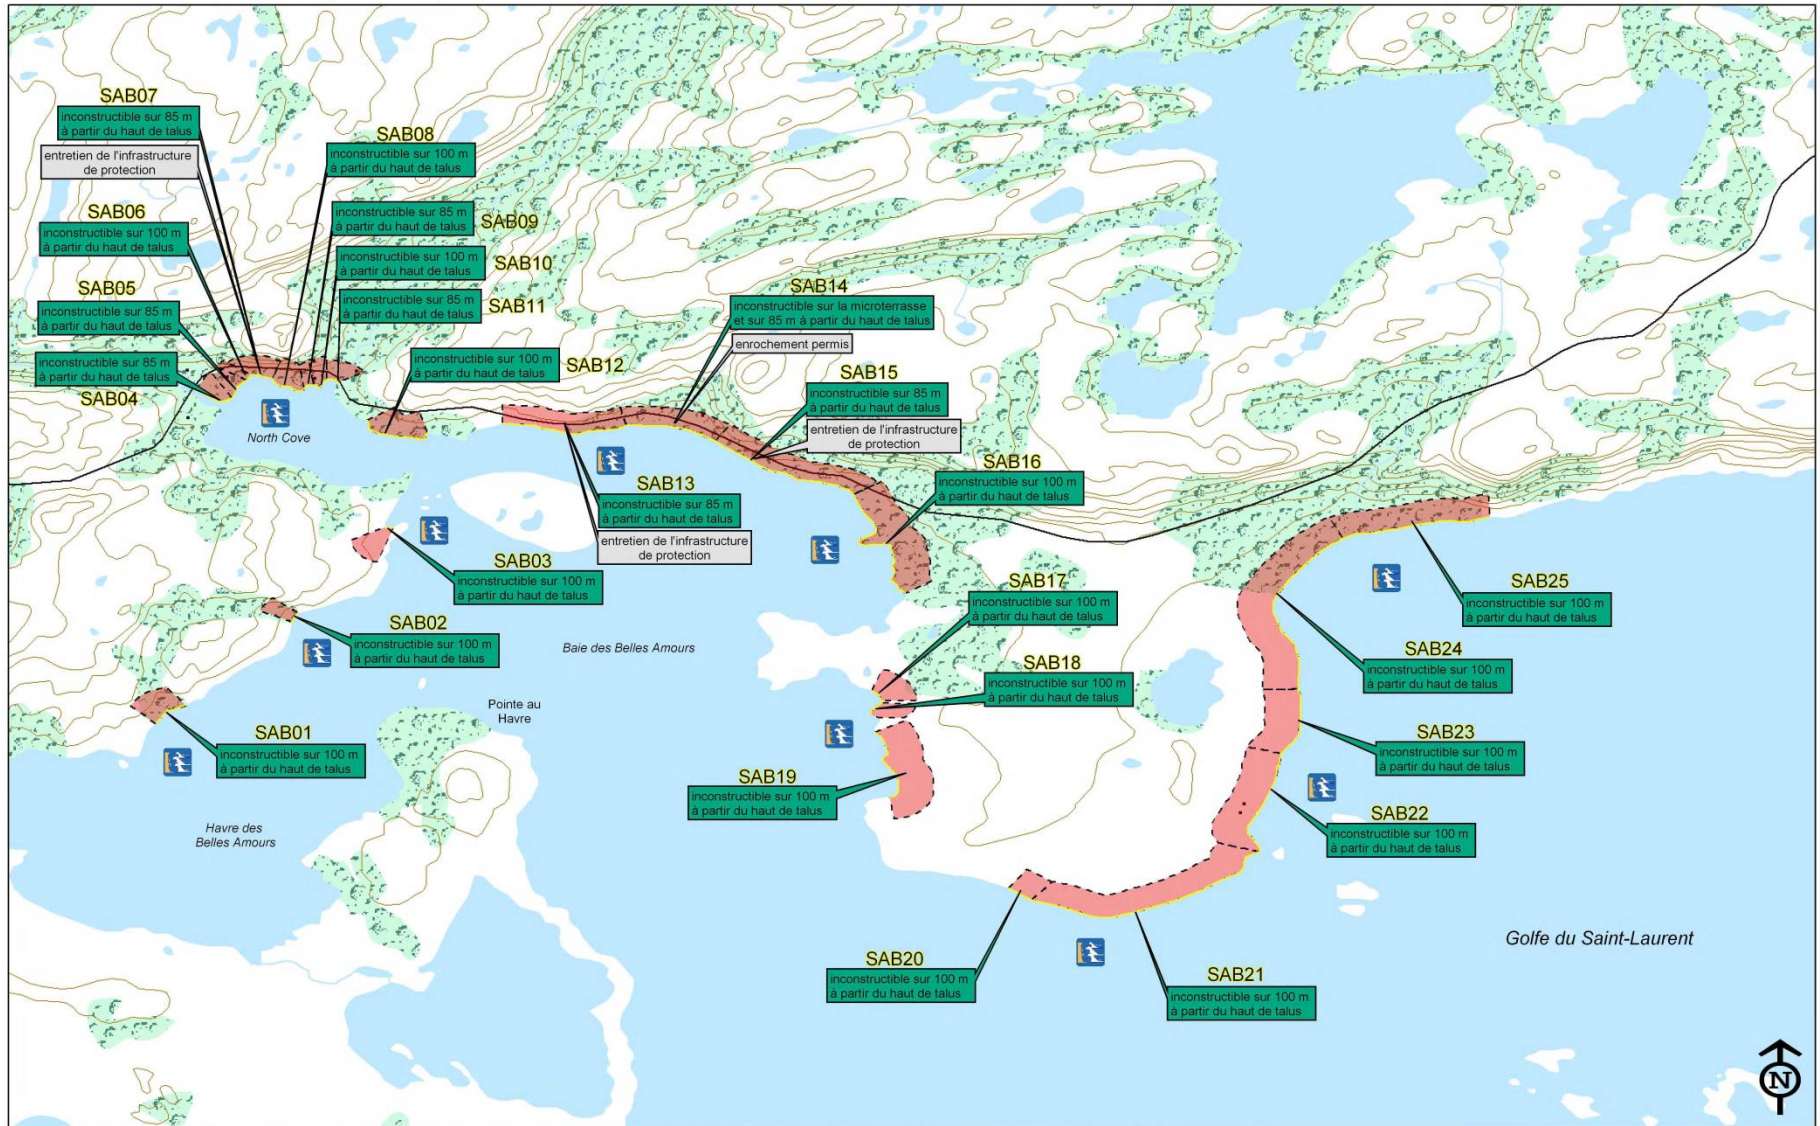 SAB07
inconstructible sur 85 m
à partir du haut de talus
entretien de l'infrastructure
de protection
SAB08
inconstructible sur 100 m
à partir du haut de talus
SAB06
inconstructible sur 100 m
à partir du haut de talus
inconstructible sur 85 m
à partir du haut de talus
SAB09
inconstructible sur 100 m
à partir du haut de talus
SAB10
SAB05
inconstructible sur 85 m
à partir du haut de talus
inconstructible sur 85 m
à partir du haut de talus
SAB11
SAB14
inconstructible sur la microterrasse
et sur 85 m à partir du haut de talus
enrochement permis
inconstructible sur 85 m
à partir du haut de talus
SAB04
inconstructible sur 100 m
à partir du haut de talus
SAB12
SAB15
inconstructible sur 85 m
à partir du haut de talus
entretien de l'infrastructure
de protection
North Cove
SAB16
inconstructible sur 100 m
à partir du haut de talus
SAB13
inconstructible sur 85 m
à partir du haut de talus
entretien de l'infrastructure
de protection
SAB03
inconstructible sur 100 m
à partir du haut de talus
SAB17
inconstructible sur 100 m
à partir du haut de talus
SAB25
inconstructible sur 100 m
à partir du haut de talus
SAB02
inconstructible sur 100 m
à partir du haut de talus
Baie des Belles Amours
SAB18
inconstructible sur 100 m
à partir du haut de talus
SAB24
inconstructible sur 100 m
à partir du haut de talus
Pointe au
Havre
SAB01
inconstructible sur 100 m
à partir du haut de talus
SAB23
inconstructible sur 100 m
à partir du haut de talus
SAB19
inconstructible sur 100 m
à partir du haut de talus
SAB22
inconstructible sur 100 m
à partir du haut de talus
Havre des
Belles Amours
Golfe du Saint-Laurent
SAB20
inconstructible sur 100 m
à partir du haut de talus
SAB21
inconstructible sur 100 m
à partir du haut de talus
N